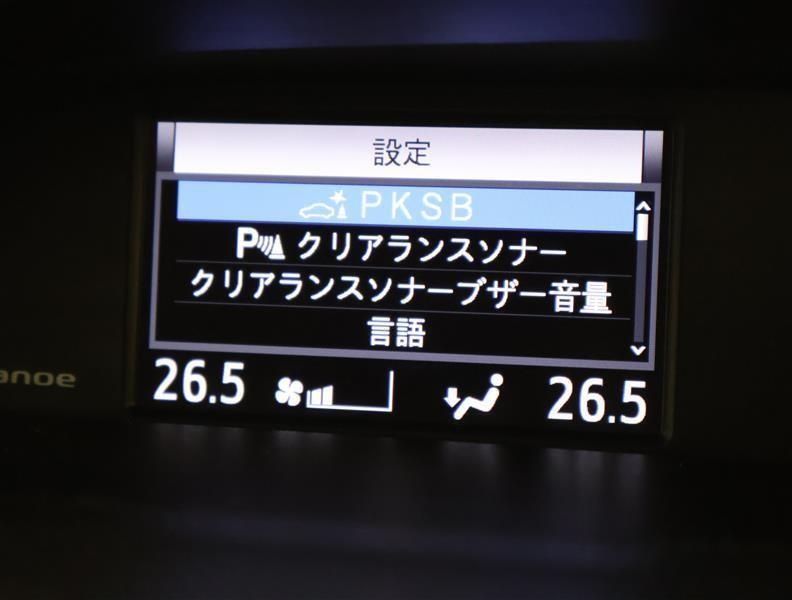 設定
PKSB
P クリアランスソナー
クリアランスソナーブザー音量
言語
26.5 26.5
anoe